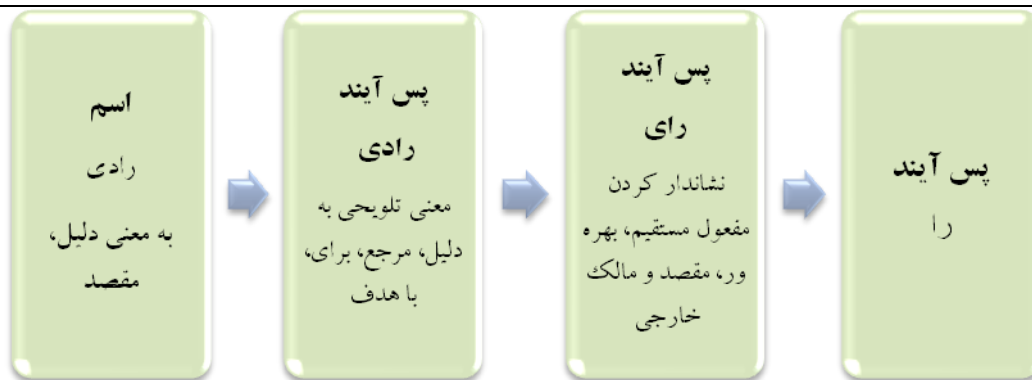 اسم
رادی
به معنی دلیل،
مقصد
پس آیند
رادی
معنی تلویحی به
دلیل، مرجع، برای،
با هدف
پس آیند
رای
نشاندار کردن
مفعول مستقیم، بهره
ور، مقصد و مالک
خارجی
پس آیند
را